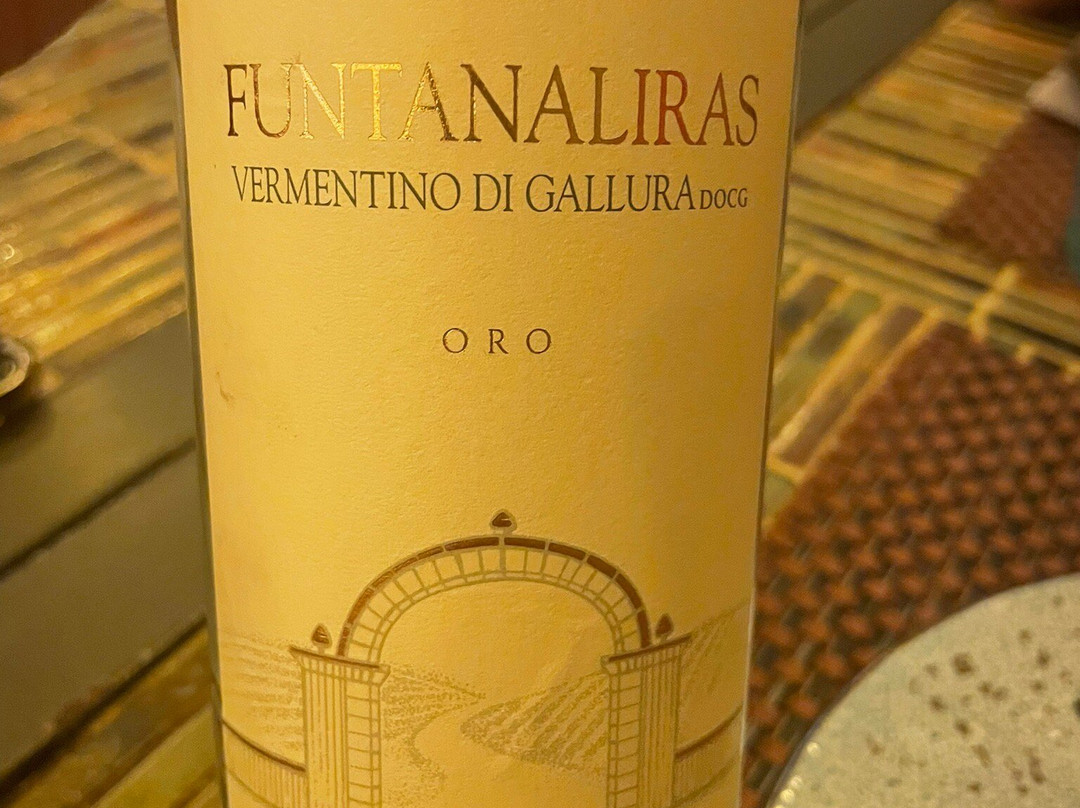 FUNTANALIRAS
VERMENTINO DI GALLURA DOCG
ORO